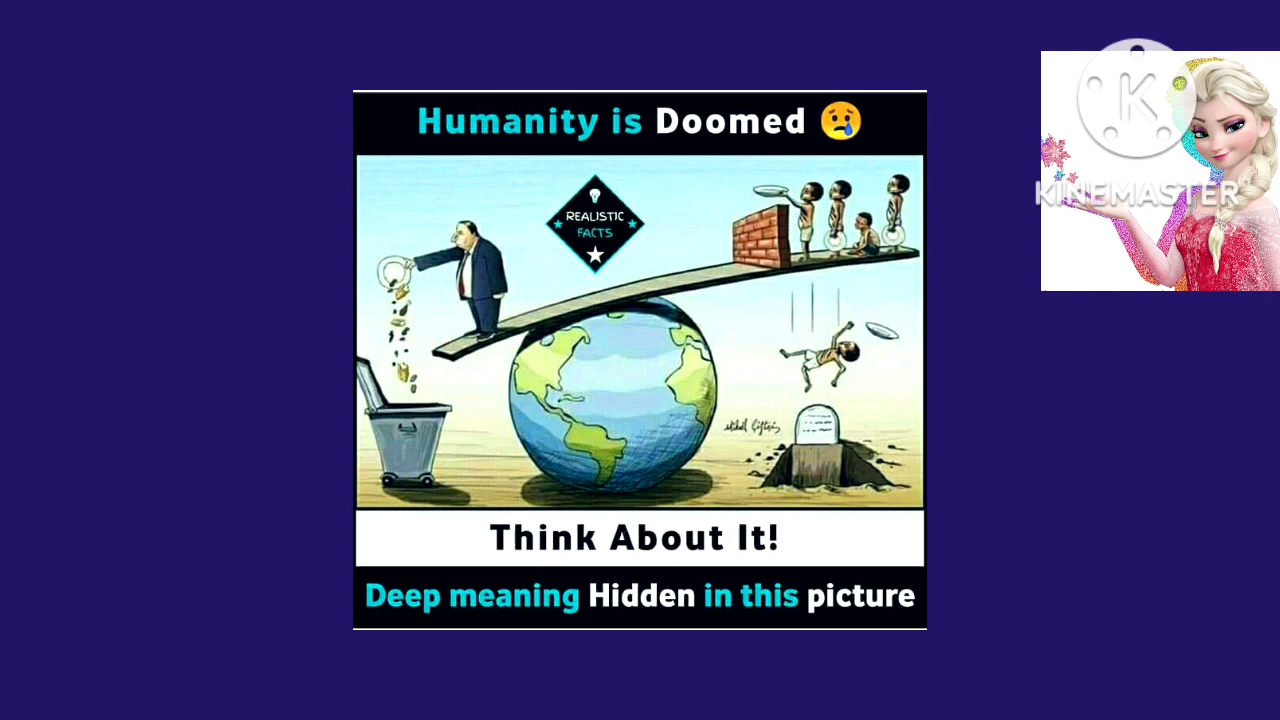 Humanity is Doomed 😢
REALISTIC
FACTS
KINEMASTER
Think About It!
Deep meaning Hidden in this picture